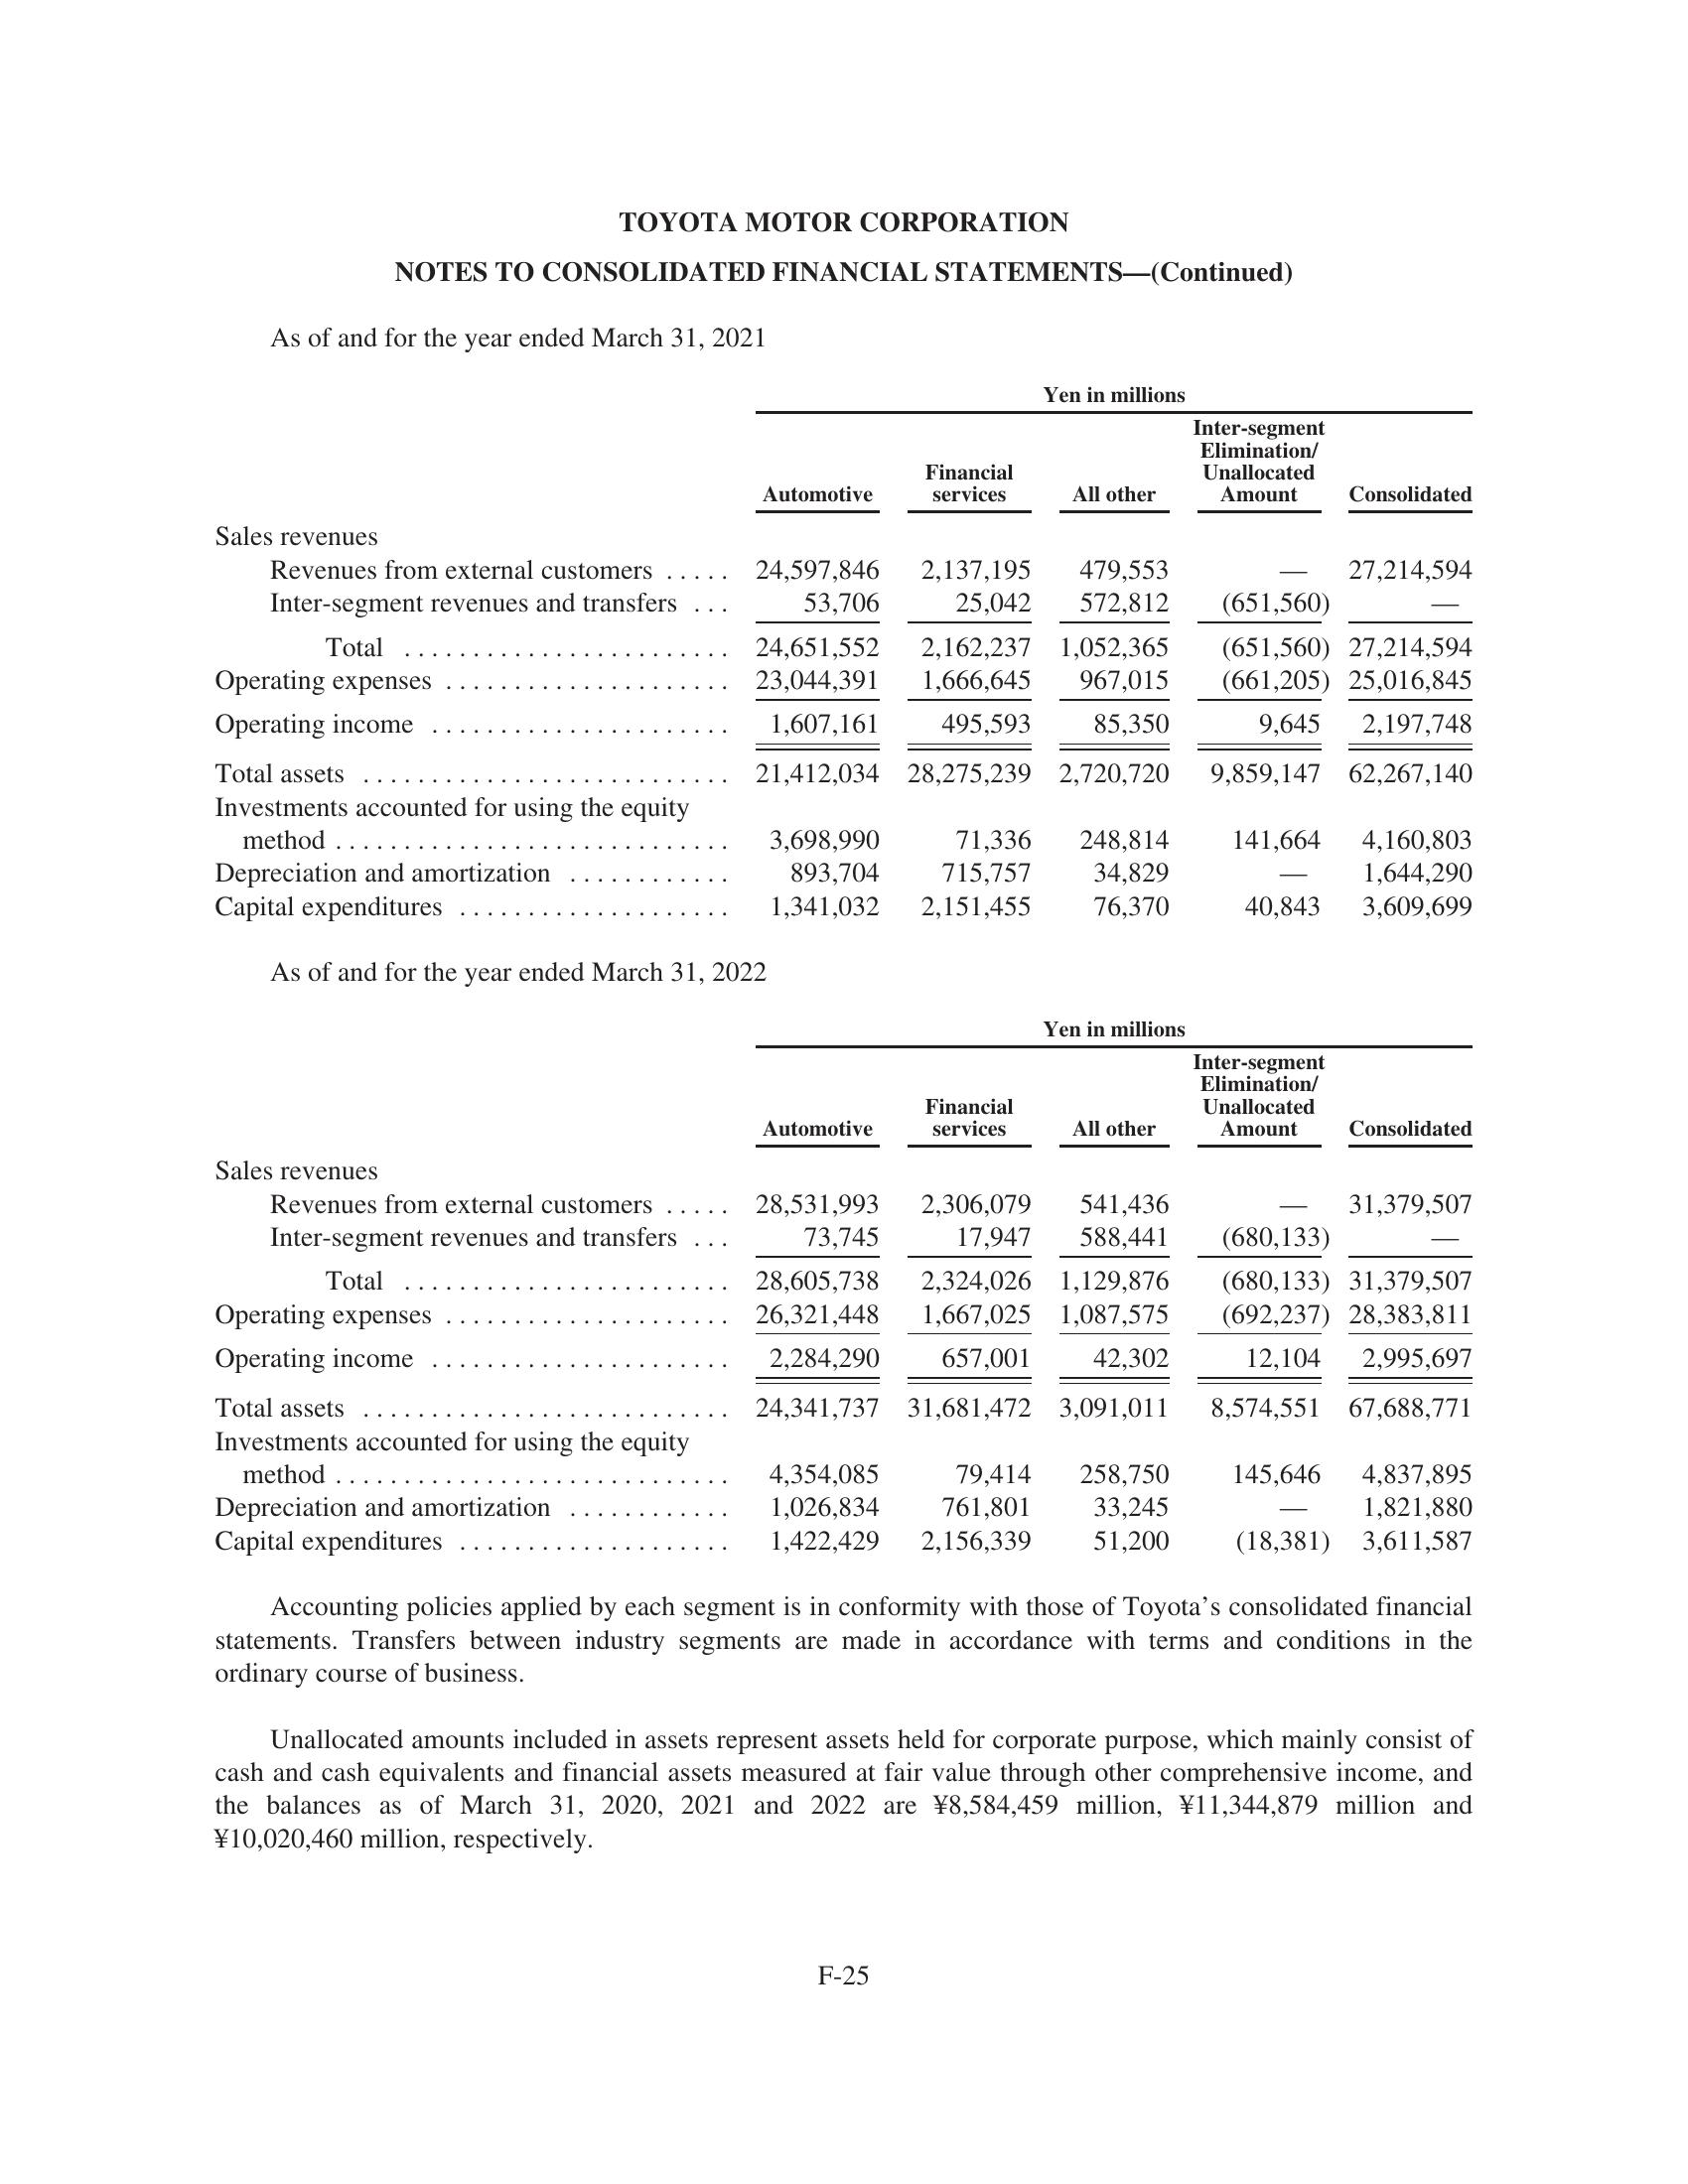 TOYOTA MOTOR CORPORATION
NOTES TO CONSOLIDATED FINANCIAL STATEMENTS—(Continued)
As of and for the year ended March 31, 2021
Yen in millions
Automotive Financial services All other Inter-segment Elimination/ Unallocated Amount Consolidated
Sales revenues
Revenues from external customers ..... 24,597,846 2,137,195 479,553 — 27,214,594
Inter-segment revenues and transfers ... 53,706 25,042 572,812 (651,560) —
Total ........................ 24,651,552 2,162,237 1,052,365 (651,560) 27,214,594
Operating expenses ..................... 23,044,391 1,666,645 967,015 (661,205) 25,016,845
Operating income ...................... 1,607,161 495,593 85,350 9,645 2,197,748
Total assets ........................... 21,412,034 28,275,239 2,720,720 9,859,147 62,267,140
Investments accounted for using the equity
method ............................. 3,698,990 71,336 248,814 141,664 4,160,803
Depreciation and amortization ............ 893,704 715,757 34,829 — 1,644,290
Capital expenditures .................... 1,341,032 2,151,455 76,370 40,843 3,609,699
As of and for the year ended March 31, 2022
Yen in millions
Automotive Financial services All other Inter-segment Elimination/ Unallocated Amount Consolidated
Sales revenues
Revenues from external customers ..... 28,531,993 2,306,079 541,436 — 31,379,507
Inter-segment revenues and transfers ... 73,745 17,947 588,441 (680,133) —
Total ........................ 28,605,738 2,324,026 1,129,876 (680,133) 31,379,507
Operating expenses ..................... 26,321,448 1,667,025 1,087,575 (692,237) 28,383,811
Operating income ...................... 2,284,290 657,001 42,302 12,104 2,995,697
Total assets ........................... 24,341,737 31,681,472 3,091,011 8,574,551 67,688,771
Investments accounted for using the equity
method ............................. 4,354,085 79,414 258,750 145,646 4,837,895
Depreciation and amortization ............ 1,026,834 761,801 33,245 — 1,821,880
Capital expenditures .................... 1,422,429 2,156,339 51,200 (18,381) 3,611,587
Accounting policies applied by each segment is in conformity with those of Toyota’s consolidated financial
statements. Transfers between industry segments are made in accordance with terms and conditions in the
ordinary course of business.
Unallocated amounts included in assets represent assets held for corporate purpose, which mainly consist of
cash and cash equivalents and financial assets measured at fair value through other comprehensive income, and
the balances as of March 31, 2020, 2021 and 2022 are ¥8,584,459 million, ¥11,344,879 million and
¥10,020,460 million, respectively.
F-25